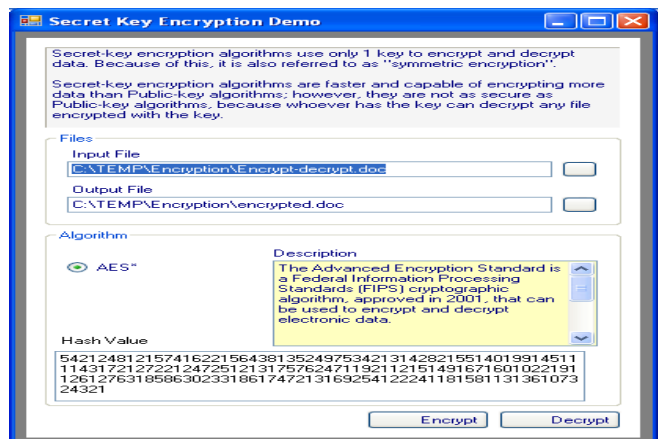 Secret Key Encryption Demo
Secret-key encryption algorithms use only 1 key to encrypt and decrypt
data. Because of this, it is also referred to as "symmetric encryption".
Secret-key encryption algorithms are faster and capable of encrypting more
data than Public-key algorithms; however, they are not as secure as
Public-key algorithms, because whoever has the key can decrypt any file
encrypted with the key.
Files
Input File
C:\TEMP\Encryption\Encrypt-decrypt.doc
Output File
C:\TEMP\Encryption\encrypted.doc
Algorithm
AES*
Description
The Advanced Encryption Standard is
a Federal Information Processing
Standards (FIPS) cryptographic
algorithm, approved in 2001, that can
be used to encrypt and decrypt
electronic data.
Hash Value
5421248121574162215643813524975342131428215514019914511
1143172127221247251213175762471192112151491671601022191
1261276318586302331861747213169254122241181581131361073
24321
Encrypt
Decrypt